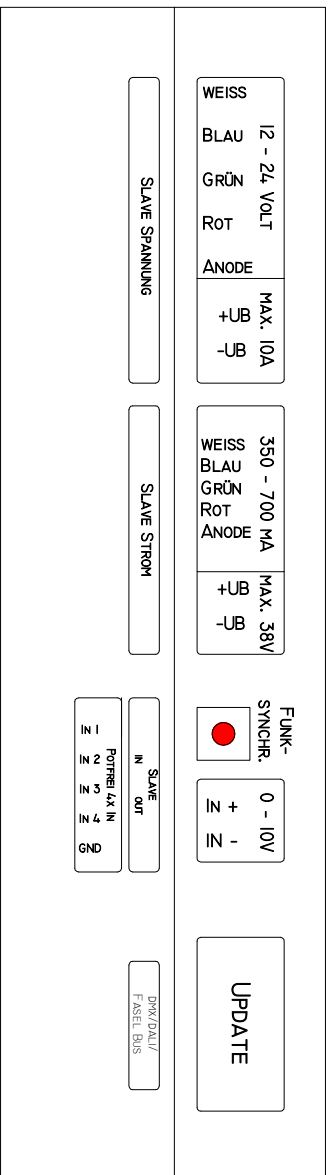 WEISS
BLAU
GRÜN
ROT
ANODE
12 - 24 VOLT
+UB
-UB
MAX. 10A
SLAVE SPANNUNG
WEISS
BLAU
GRÜN
ROT
ANODE
350 - 700 MA
+UB
-UB
MAX. 38V
SLAVE STROM
FUNK-
SYNCHR.
SLAVE
IN OUT
POTFREI 4X IN
IN 1
IN 2
IN 3
IN 4
GND
0 - 10V
IN +
IN -
UPDATE
DMX/DALI/
FASEL BUS